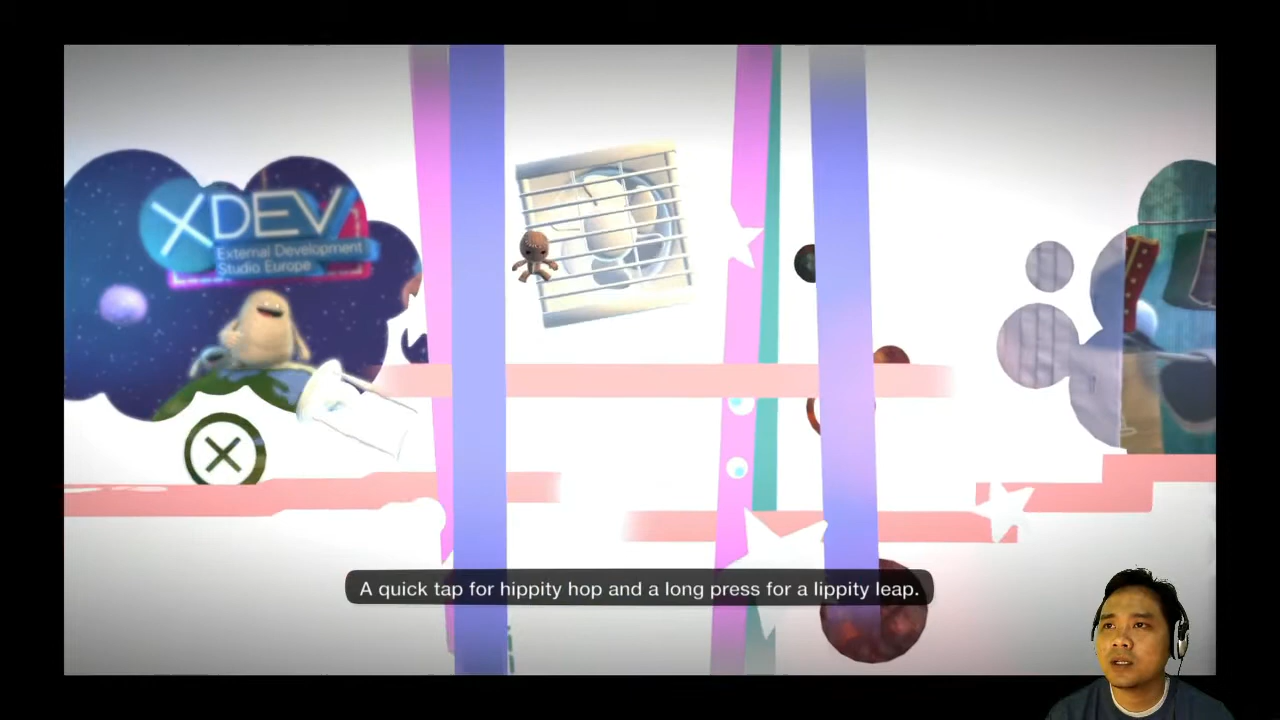 XDEV
External Development
Studio Europe
A quick tap for hippity hop and a long press for a lippity leap.